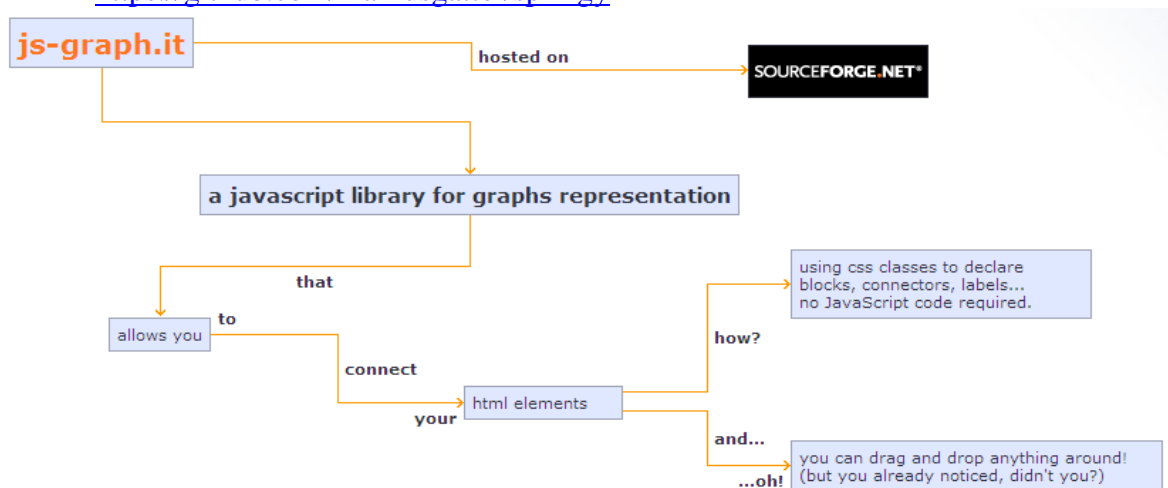 js-graph.it
hosted on
SOURCEFORGE.NET®
a javascript library for graphs representation
that
allows you
to
connect
your
html elements
how?
using css classes to declare
blocks, connectors, labels...
no JavaScript code required.
and...
...oh!
you can drag and drop anything around!
(but you already noticed, didn't you?)